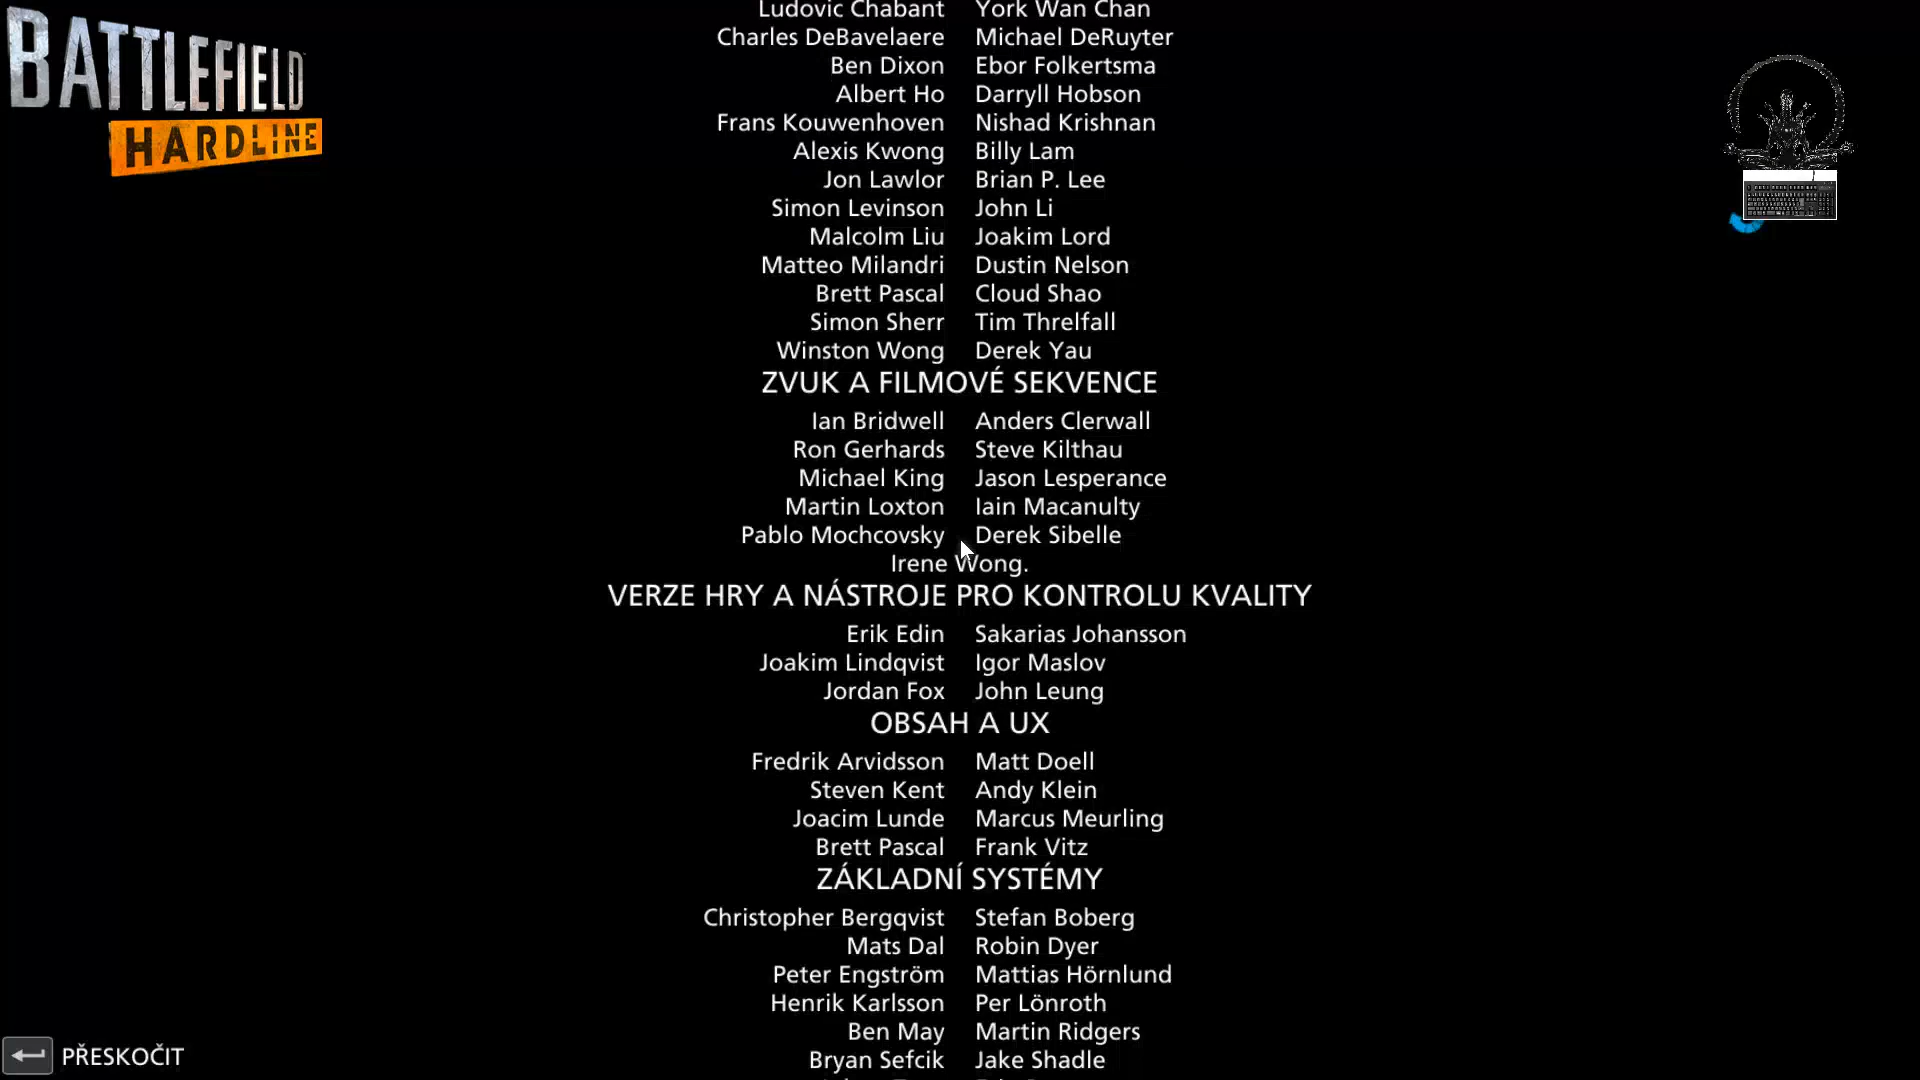 BATTLEFIELD
HARDLINE
Ludovic Chabant York Wan Chan
Charles DeBavelaere Michael DeRuyter
Ben Dixon Ebor Folkertsma
Albert Ho Darryll Hobson
Frans Kouwenhoven Nishad Krishnan
Alexis Kwong Billy Lam
Jon Lawlor Brian P. Lee
Simon Levinson John Li
Malcolm Liu Joakim Lord
Matteo Milandri Dustin Nelson
Brett Pascal Cloud Shao
Simon Sherr Tim Threlfall
Winston Wong Derek Yau
ZVUK A FILMOVÉ SEKVENCE
Ian Bridwell Anders Clerwall
Ron Gerhards Steve Kilthau
Michael King Jason Lesperance
Martin Loxton Iain Macanulty
Pablo Mochcovsky Derek Sibelle
Irene Wong.
VERZE HRY A NÁSTROJE PRO KONTROLU KVALITY
Erik Edin Sakarias Johansson
Joakim Lindqvist Igor Maslov
Jordan Fox John Leung
OBSAH A UX
Fredrik Arvidsson Matt Doell
Steven Kent Andy Klein
Joacim Lunde Marcus Meurling
Brett Pascal Frank Vitz
ZÁKLADNÍ SYSTÉMY
Christopher Bergqvist Stefan Boberg
Mats Dal Robin Dyer
Peter Engström Mattias Hörnlund
Henrik Karlsson Per Lönroth
Ben May Martin Ridgers
Bryan Sefcik Jake Shadle
PŘESKOČIT